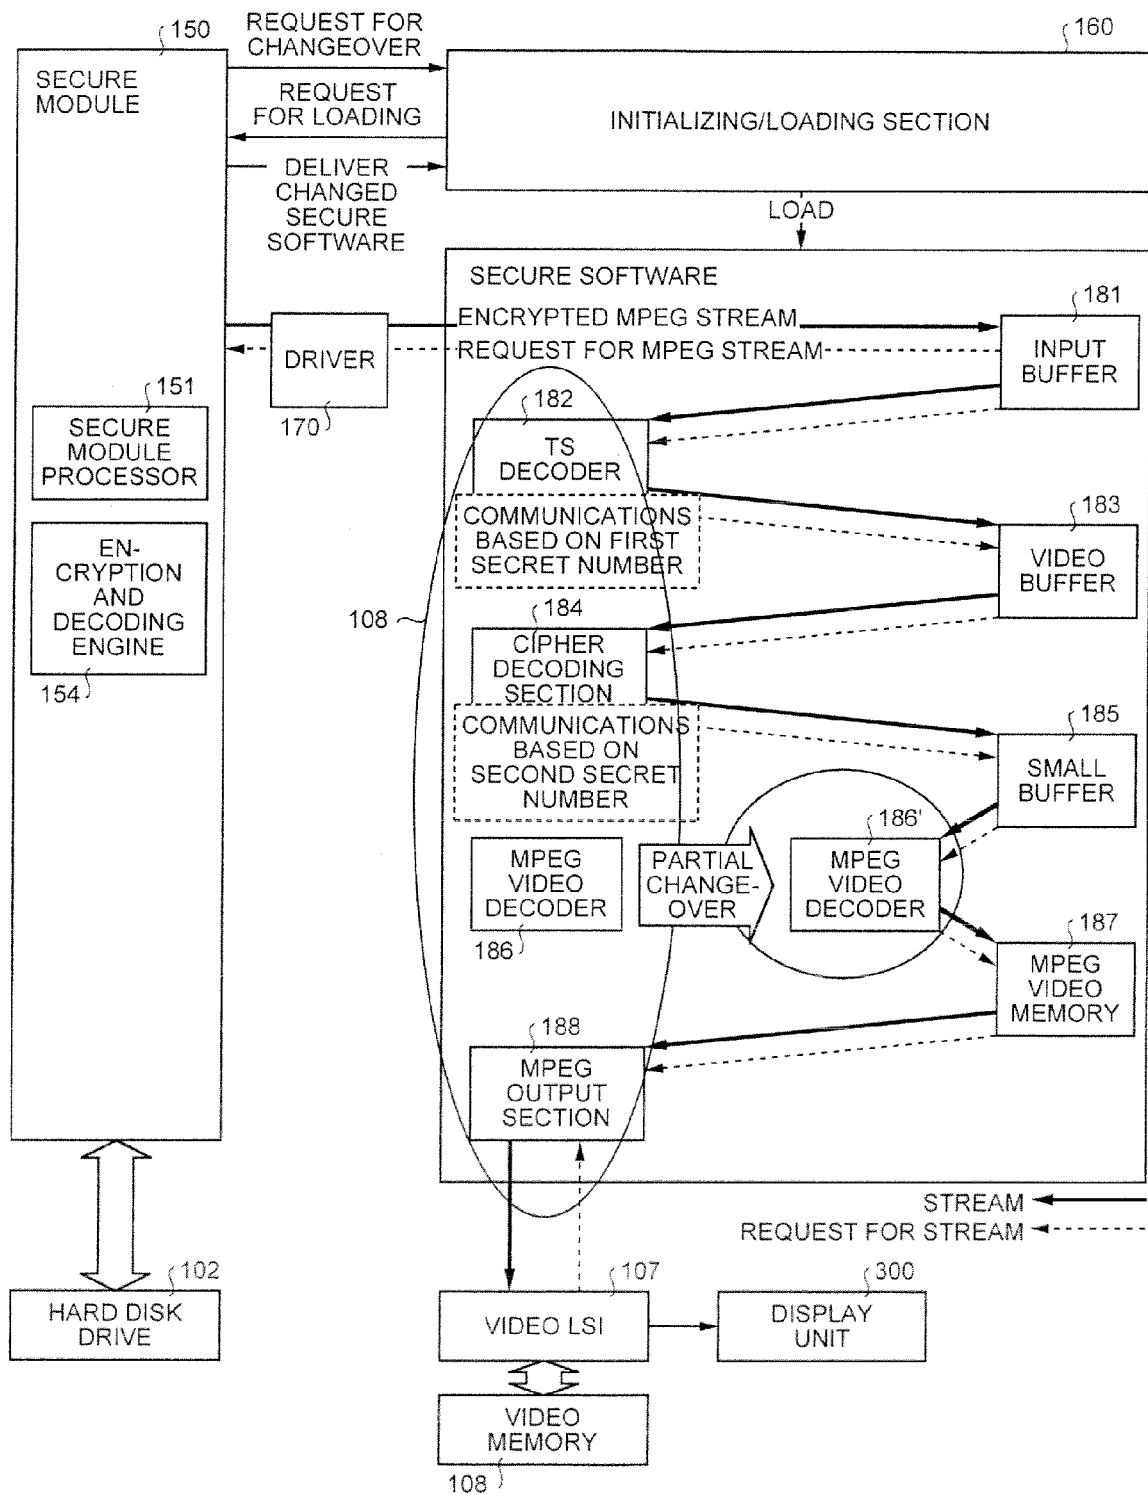 150
REQUEST FOR
CHANGEOVER
160
SECURE
MODULE
REQUEST
FOR LOADING
INITIALIZING/LOADING SECTION
DELIVER
CHANGED
SECURE
SOFTWARE
LOAD
SECURE SOFTWARE
181
ENCRYPTED MPEG STREAM
REQUEST FOR MPEG STREAM
INPUT
BUFFER
DRIVER
170
151
SECURE
MODULE
PROCESSOR
182
TS
DECODER
COMMUNICATIONS
BASED ON FIRST
SECRET NUMBER
183
VIDEO
BUFFER
EN-
CRYPTION
AND
DECODING
ENGINE
154
108
184
CIPHER
DECODING
SECTION
COMMUNICATIONS
BASED ON
SECOND SECRET
NUMBER
185
SMALL
BUFFER
186'
MPEG
VIDEO
DECODER
186
PARTIAL
CHANGE-
OVER
MPEG
VIDEO
DECODER
187
MPEG
VIDEO
MEMORY
188
MPEG
OUTPUT
SECTION
STREAM
REQUEST FOR STREAM
102
HARD DISK
DRIVE
107
VIDEO LSI
300
DISPLAY
UNIT
VIDEO
MEMORY
108